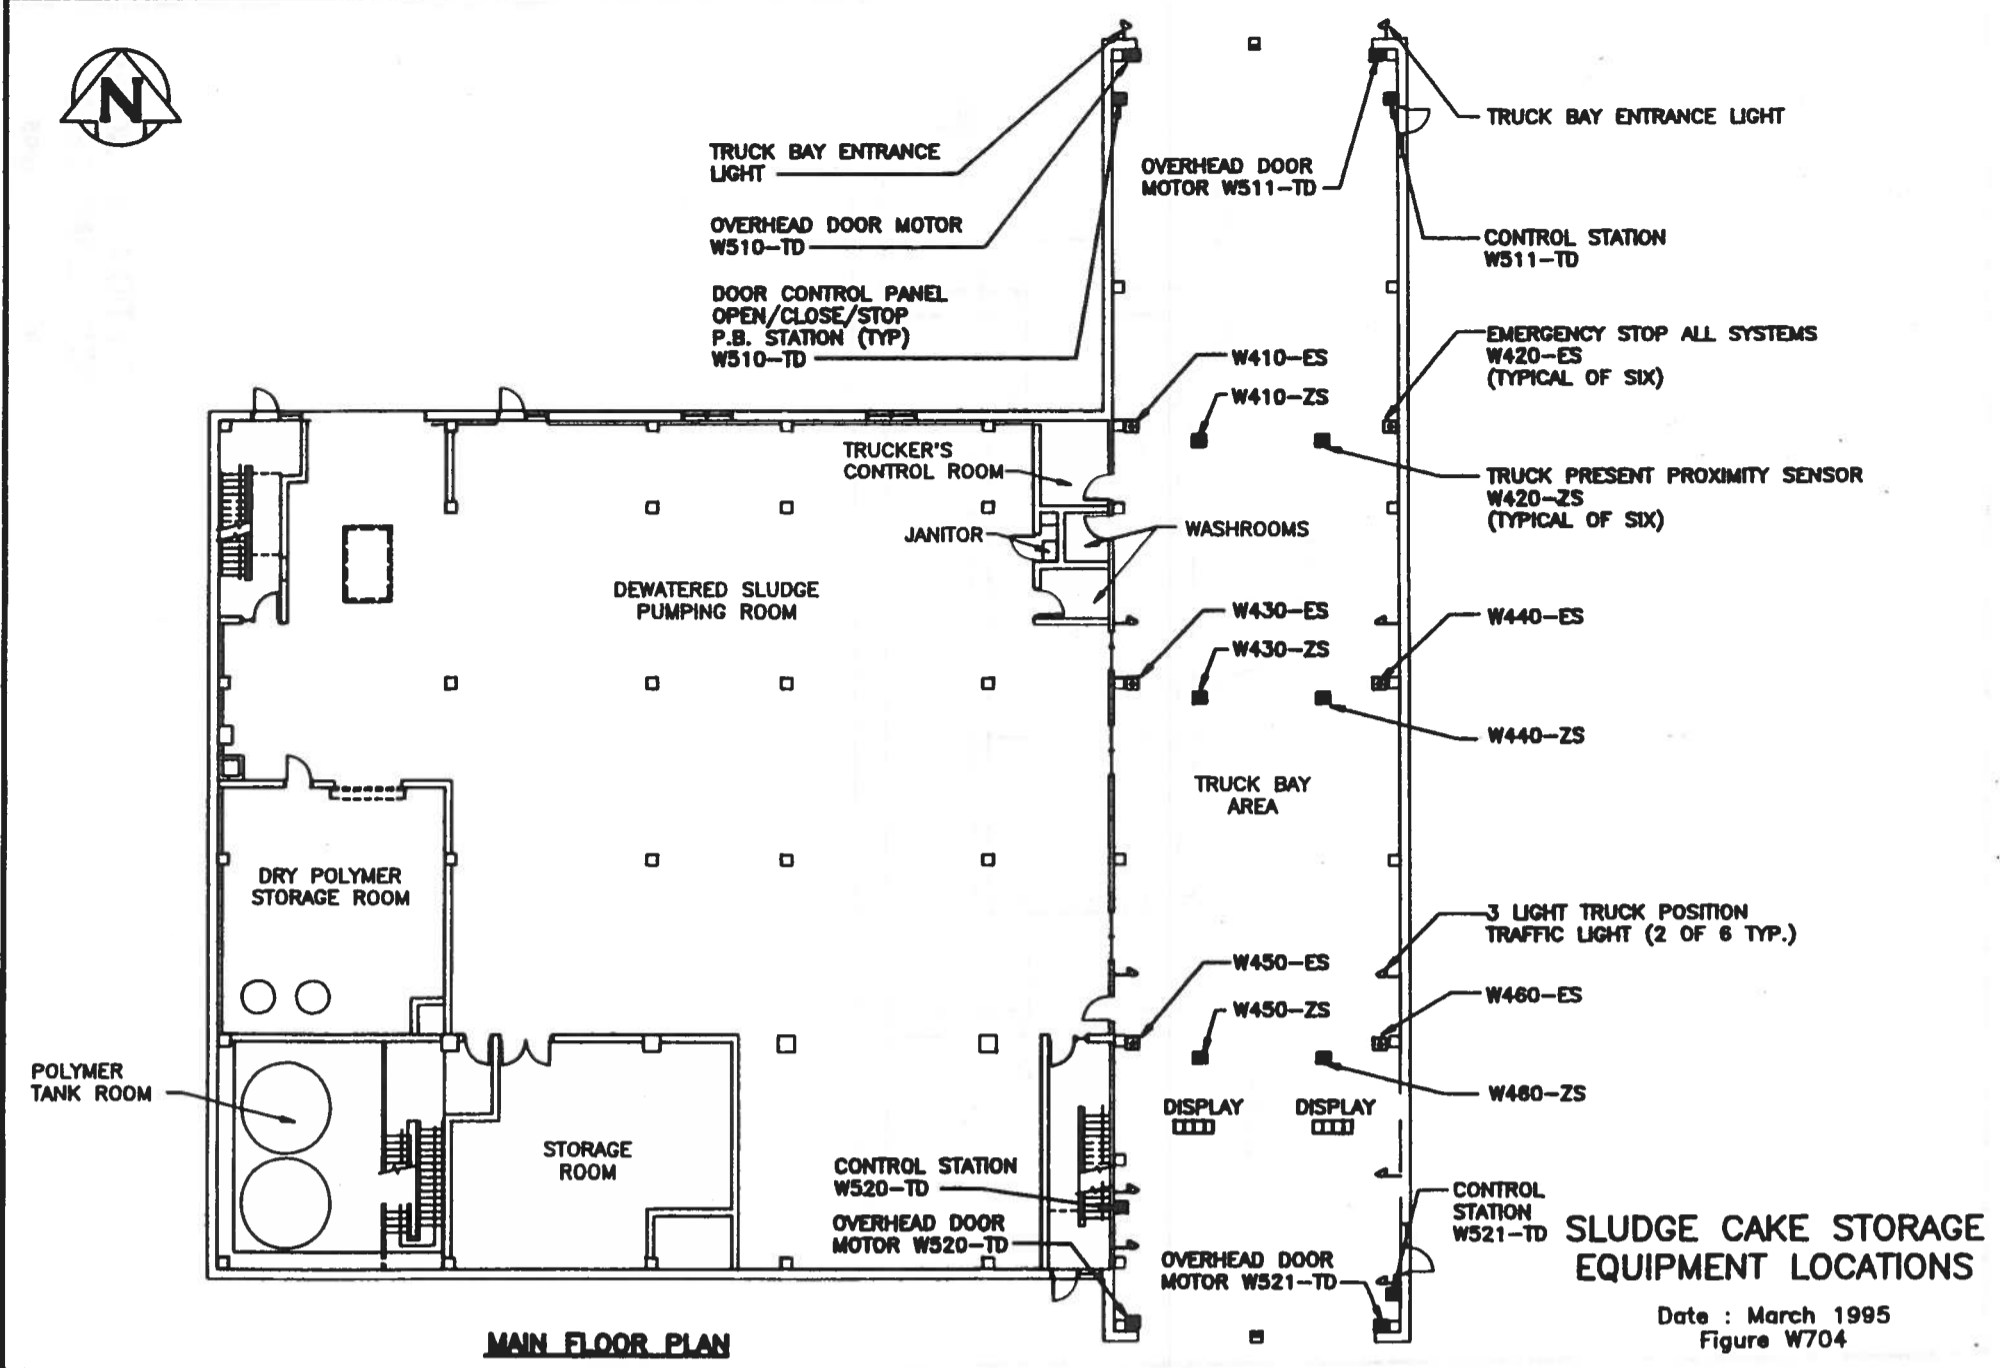 N
TRUCK BAY ENTRANCE
LIGHT
OVERHEAD DOOR MOTOR
W510-TD
DOOR CONTROL PANEL
OPEN/CLOSE/STOP
P.B. STATION (TYP)
W510-TD
OVERHEAD DOOR
MOTOR W511-TD
TRUCK BAY ENTRANCE LIGHT
CONTROL STATION
W511-TD
EMERGENCY STOP ALL SYSTEMS
W420-ES
(TYPICAL OF SIX)
W410-ES
W410-ZS
TRUCK PRESENT PROXIMITY SENSOR
W420-ZS
(TYPICAL OF SIX)
TRUCKER'S
CONTROL ROOM
JANITOR
WASHROOMS
DEWATERED SLUDGE
PUMPING ROOM
W430-ES
W430-ZS
W440-ES
W440-ZS
TRUCK BAY
AREA
DRY POLYMER
STORAGE ROOM
3 LIGHT TRUCK POSITION
TRAFFIC LIGHT (2 OF 6 TYP.)
W450-ES
W450-ZS
W460-ES
W460-ZS
POLYMER
TANK ROOM
DISPLAY
DISPLAY
STORAGE
ROOM
CONTROL STATION
W520-TD
OVERHEAD DOOR
MOTOR W520-TD
OVERHEAD DOOR
MOTOR W521-TD
CONTROL
STATION
W521-TD
SLUDGE CAKE STORAGE
EQUIPMENT LOCATIONS
Date : March 1995
Figure W704
MAIN FLOOR PLAN